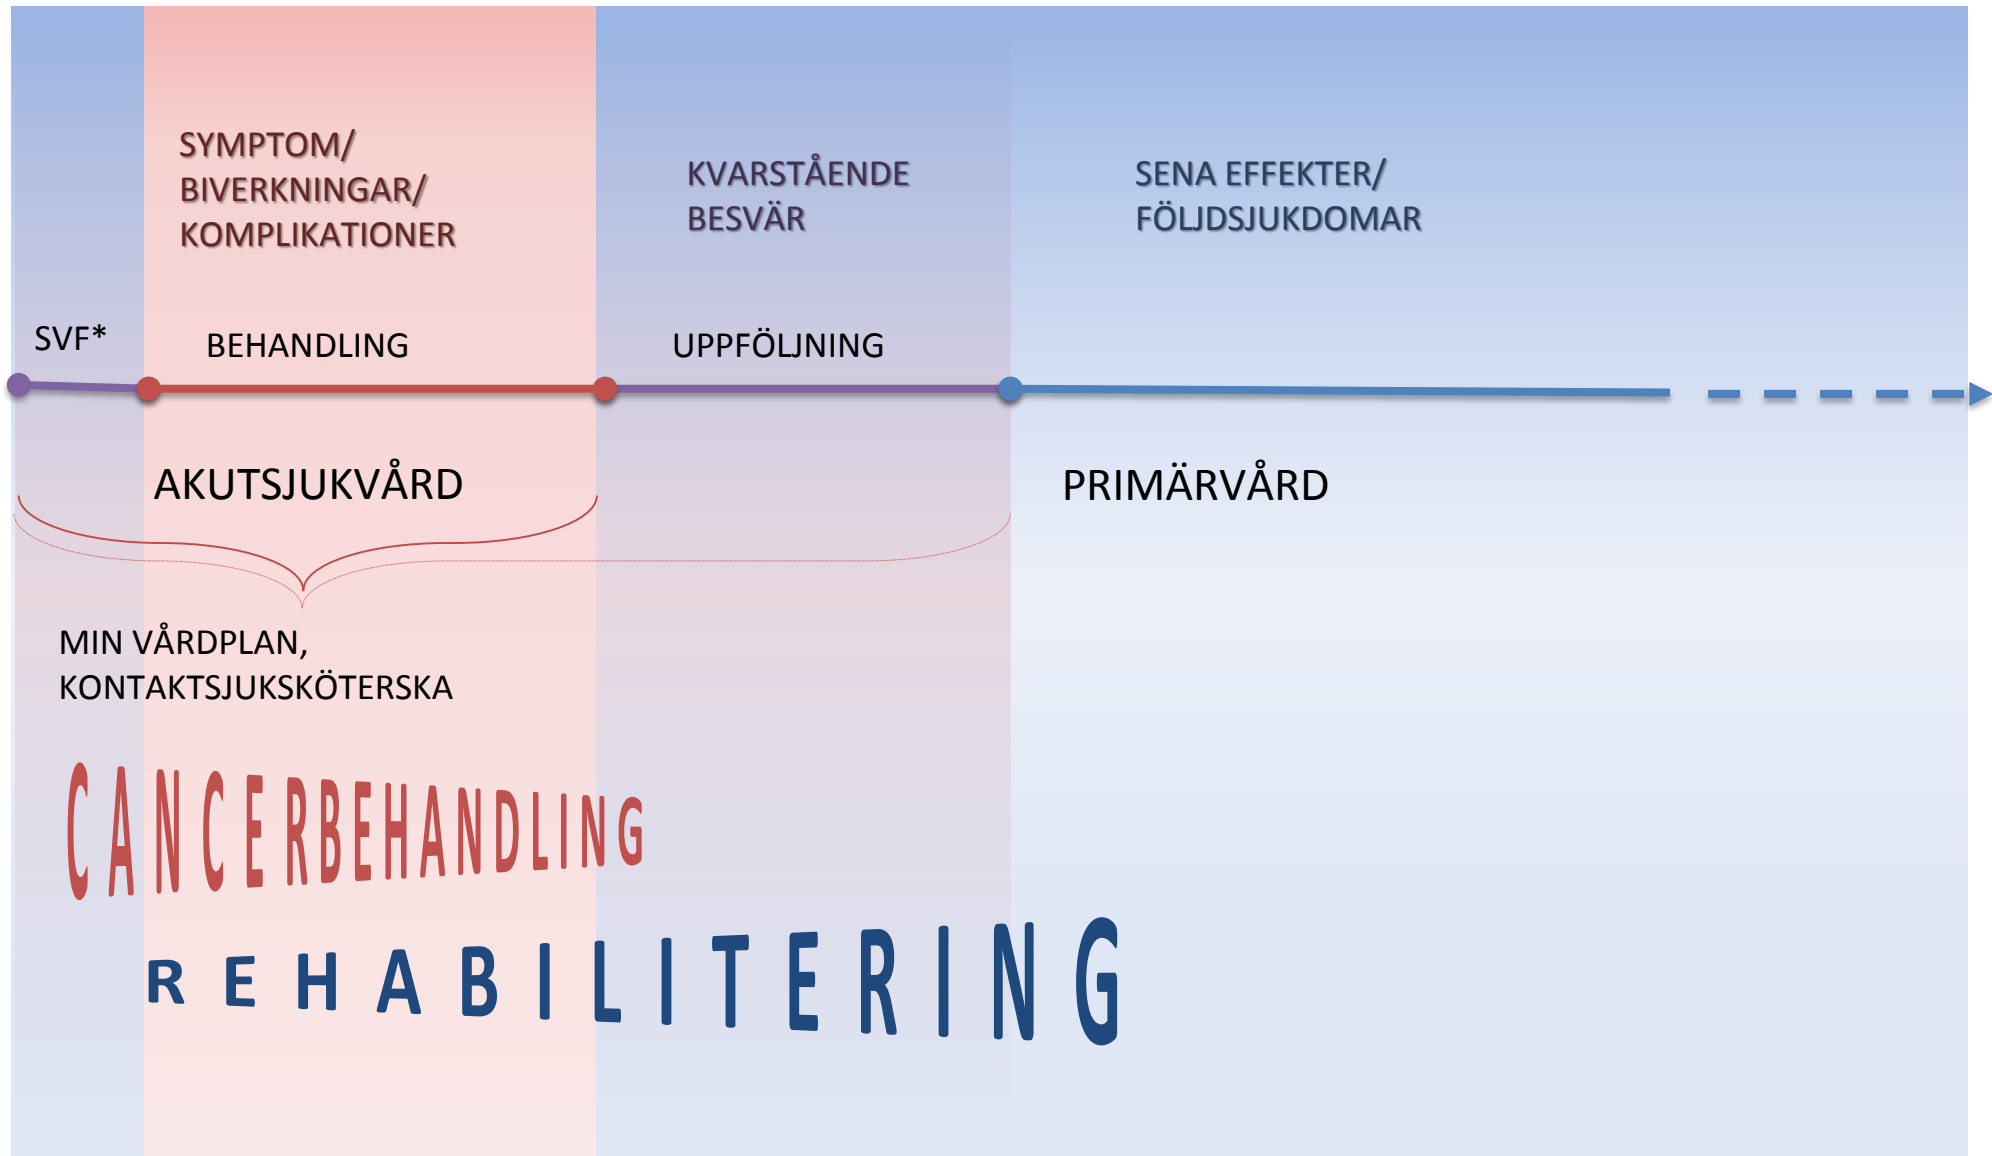 SYMPTOM/
BIVERKNINGAR/
KOMPLIKATIONER
KVARSTÅENDE
BESVÄR
SENA EFFEKTER/
FÖLJDSJUKDOMAR
SVF*
BEHANDLING
UPPFÖLJNING
AKUTSJUKVÅRD
PRIMÄRVÅRD
MIN VÅRDPLAN,
KONTAKTSJUKSKÖTERSKA
CANCERBEHANDLING
REHABILITERING